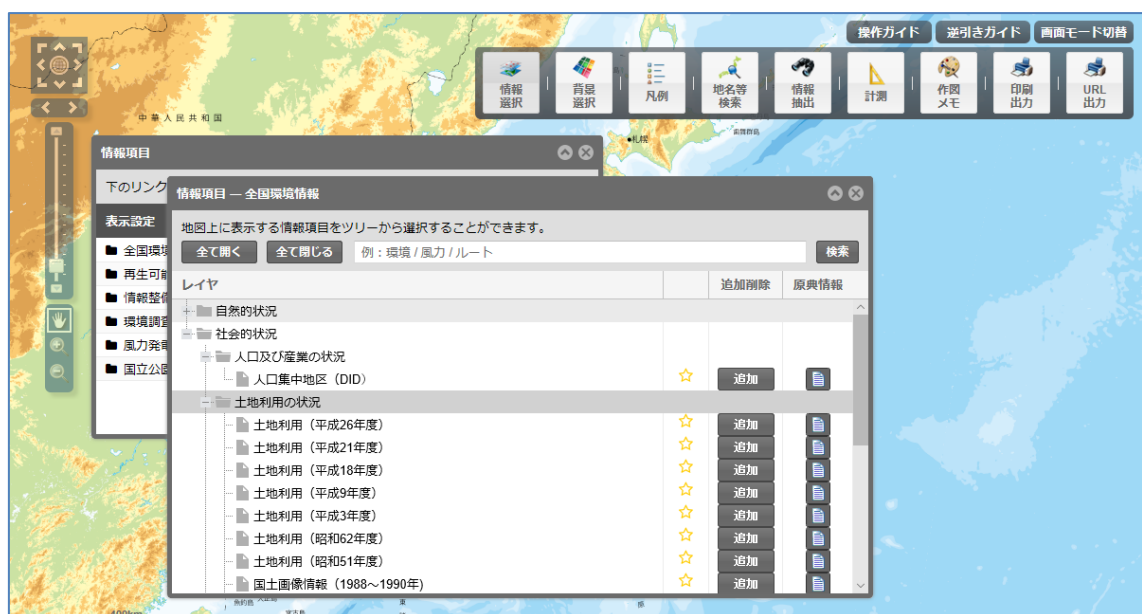 操作ガイド 逆引きガイド 画面モード切替
情報選択 背景選択 凡例 地名等検索 情報抽出 計測 作図メモ 印刷出力 URL出力
中華人民共和国
●札幌
情報項目
下のリンク
表示設定
全国環境
再生可能
情報整備
環境調査
風力発電
国立公園
情報項目 — 全国環境情報
地図上に表示する情報項目をツリーから選択することができます。
全て開く 全て閉じる 例：環境 / 風力 / ルート 検索
レイヤ 追加削除 原典情報
自然的状況
社会的状況
人口及び産業の状況
人口集中地区（DID） 追加
土地利用の状況
土地利用（平成26年度） 追加
土地利用（平成21年度） 追加
土地利用（平成18年度） 追加
土地利用（平成9年度） 追加
土地利用（平成3年度） 追加
土地利用（昭和62年度） 追加
土地利用（昭和51年度） 追加
国土画像情報（1988～1990年) 追加
400km